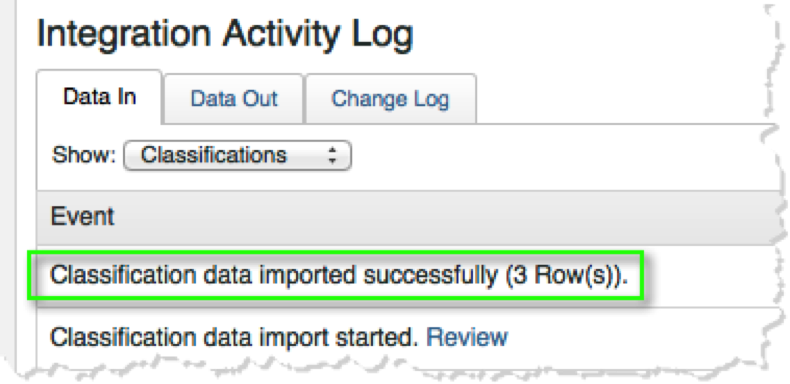 Integration Activity Log
Data In Data Out Change Log
Show: Classifications
Event
Classification data imported successfully (3 Row(s)).
Classification data import started. Review